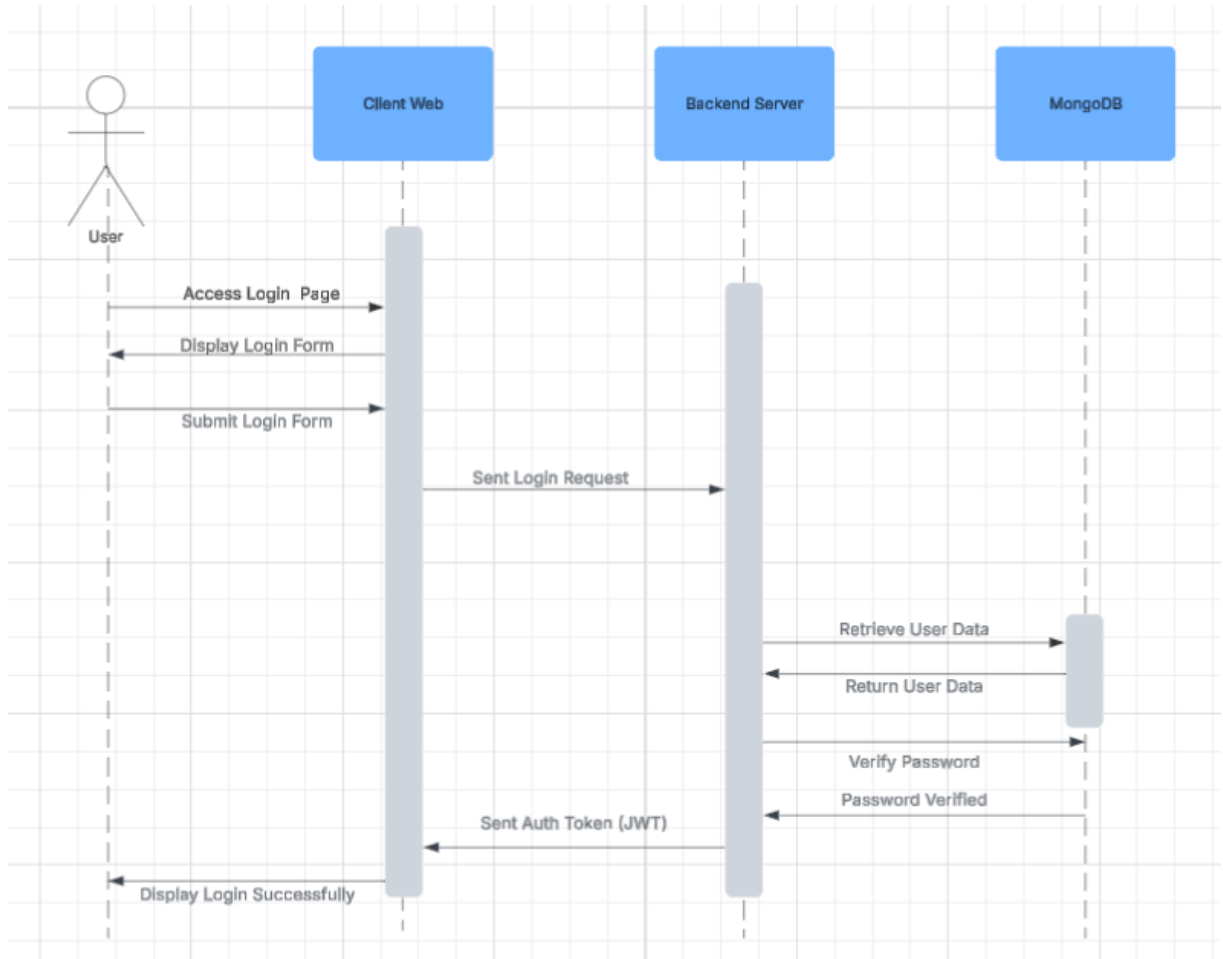 Client Web
Backend Server
MongoDB
User
Access Login Page
Display Login Form
Submit Login Form
Sent Login Request
Retrieve User Data
Return User Data
Verify Password
Password Verified
Sent Auth Token (JWT)
Display Login Successfully